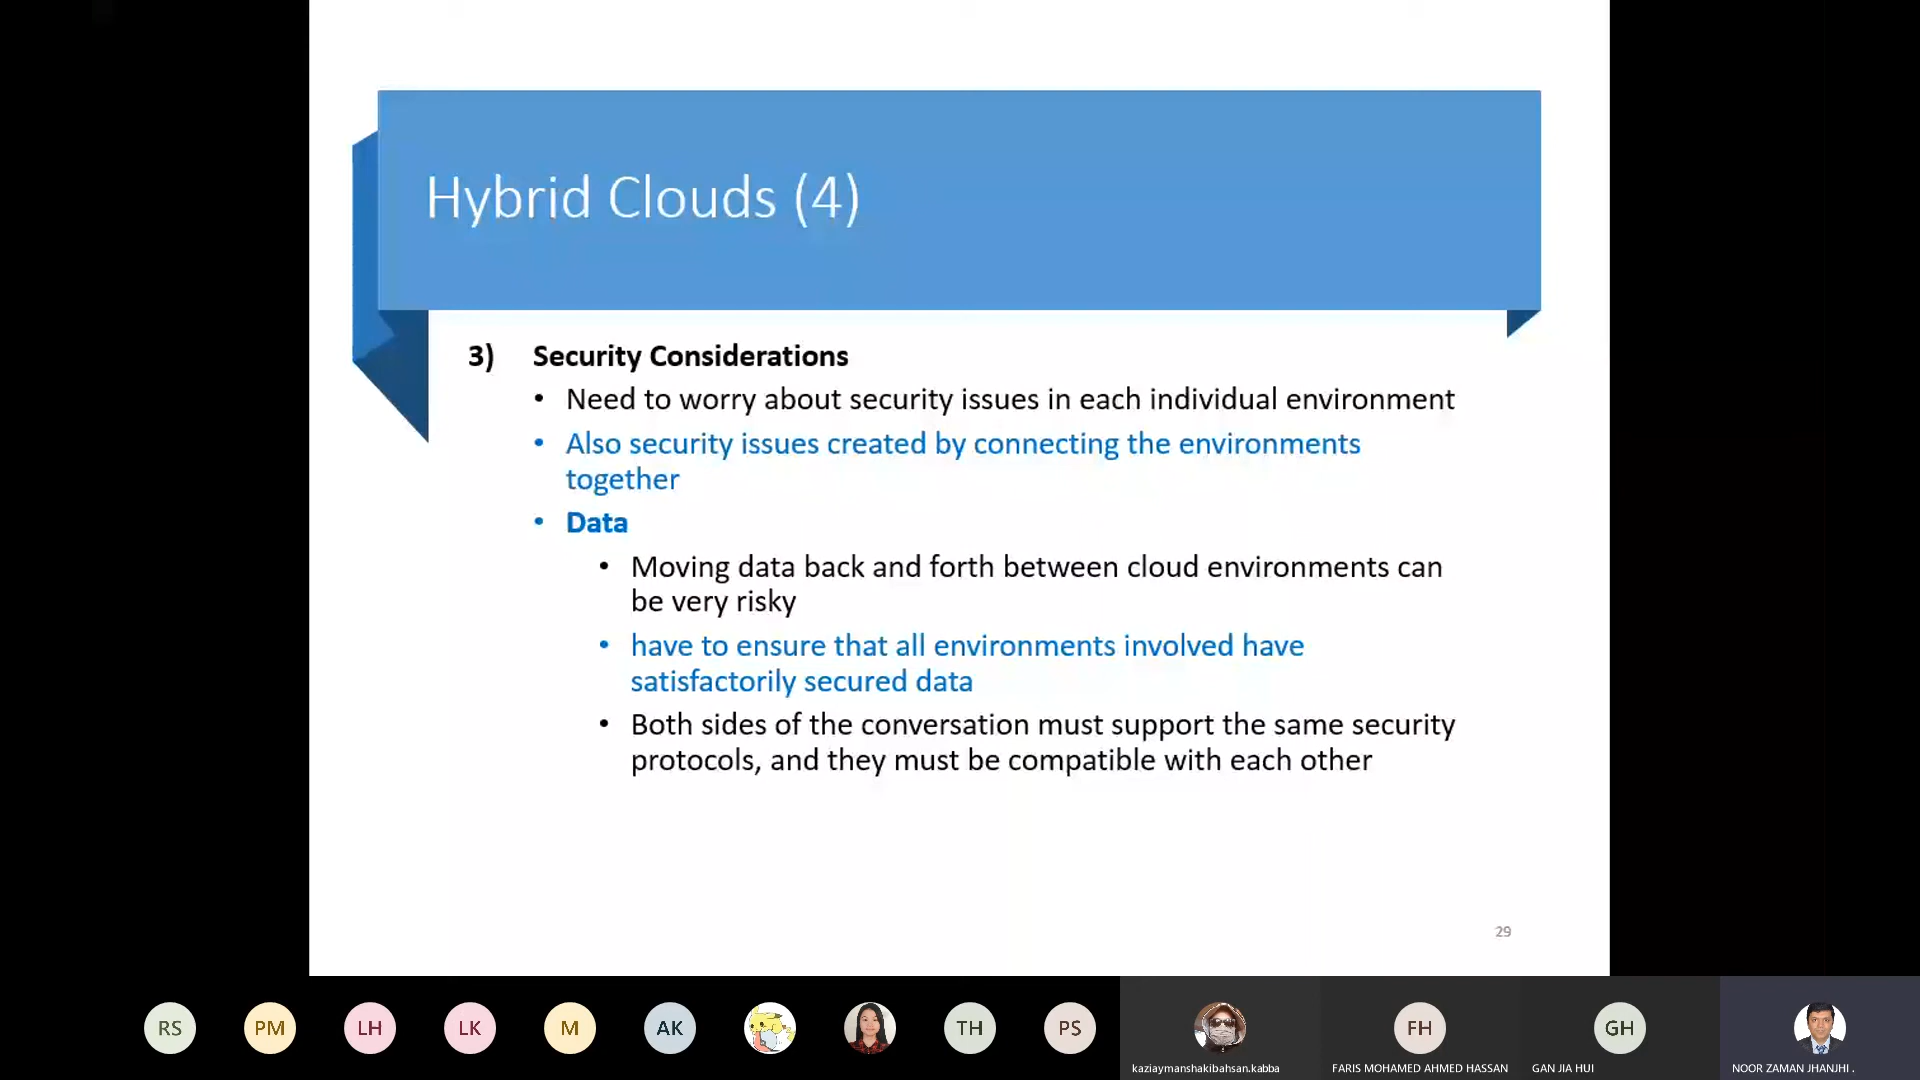 Hybrid Clouds (4)
3) Security Considerations
• Need to worry about security issues in each individual environment
• Also security issues created by connecting the environments
together
• Data
• Moving data back and forth between cloud environments can
be very risky
• have to ensure that all environments involved have
satisfactorily secured data
• Both sides of the conversation must support the same security
protocols, and they must be compatible with each other
29
RS PM LH LK M AK TH PS FH GH
kaziaymanshakibahsan.kabba FARIS MOHAMED AHMED HASSAN GAN JIA HUI NOOR ZAMAN JHANJHI .